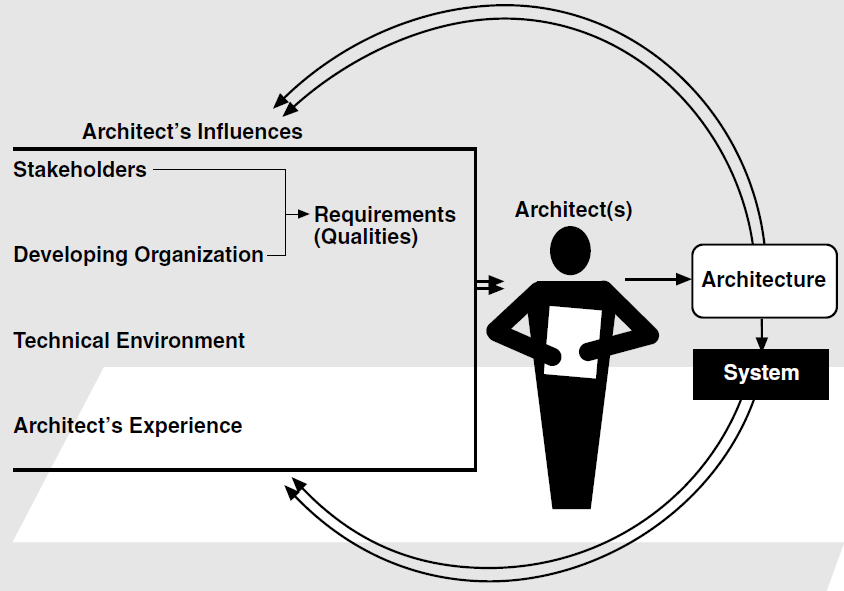 Architect's Influences
Stakeholders
Requirements
(Qualities)
Developing Organization
Technical Environment
Architect's Experience
Architect(s)
Architecture
System